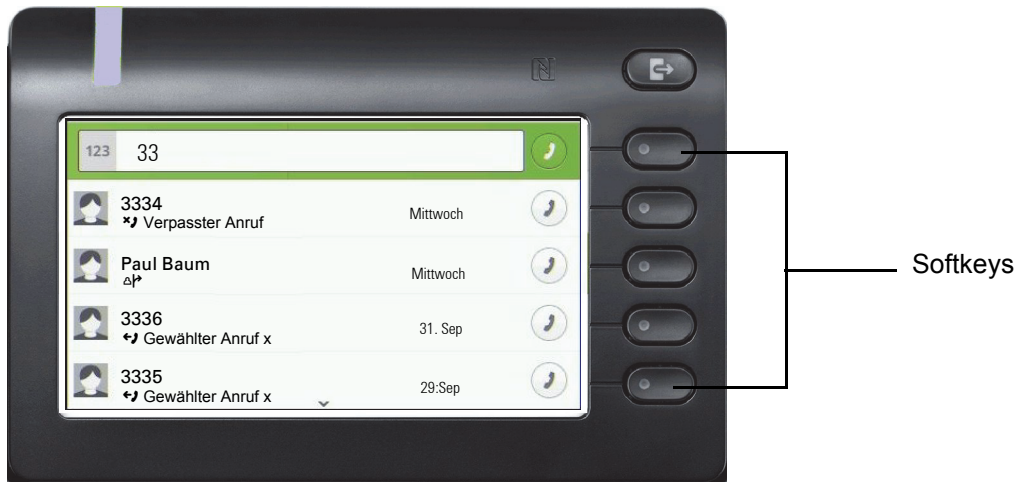 123 33
3334
Verpasster Anruf
Mittwoch
Paul Baum
Mittwoch
3336
Gewählter Anruf x
31. Sep
3335
Gewählter Anruf x
29:Sep
Softkeys